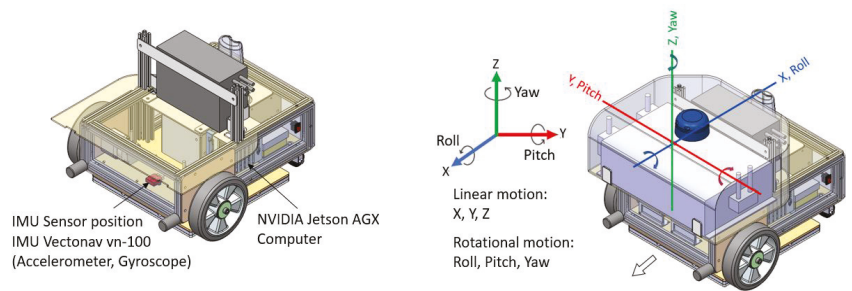 IMU Sensor position
IMU Vectonav vn-100
(Accelerometer, Gyroscope)
NVIDIA Jetson AGX
Computer
Z
Yaw
Roll
Y
X
Pitch
Linear motion:
X, Y, Z
Rotational motion:
Roll, Pitch, Yaw
Z, Yaw
X, Roll
Y, Pitch